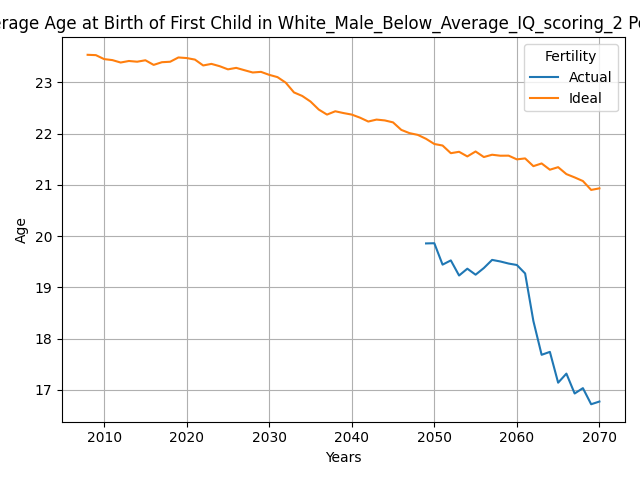 erage Age at Birth of First Child in White_Male_Below_Average_IQ_scoring_2 Po
Fertility
Actual
Ideal
23
22
21
20
19
18
17
Age
2010 2020 2030 2040 2050 2060 2070
Years